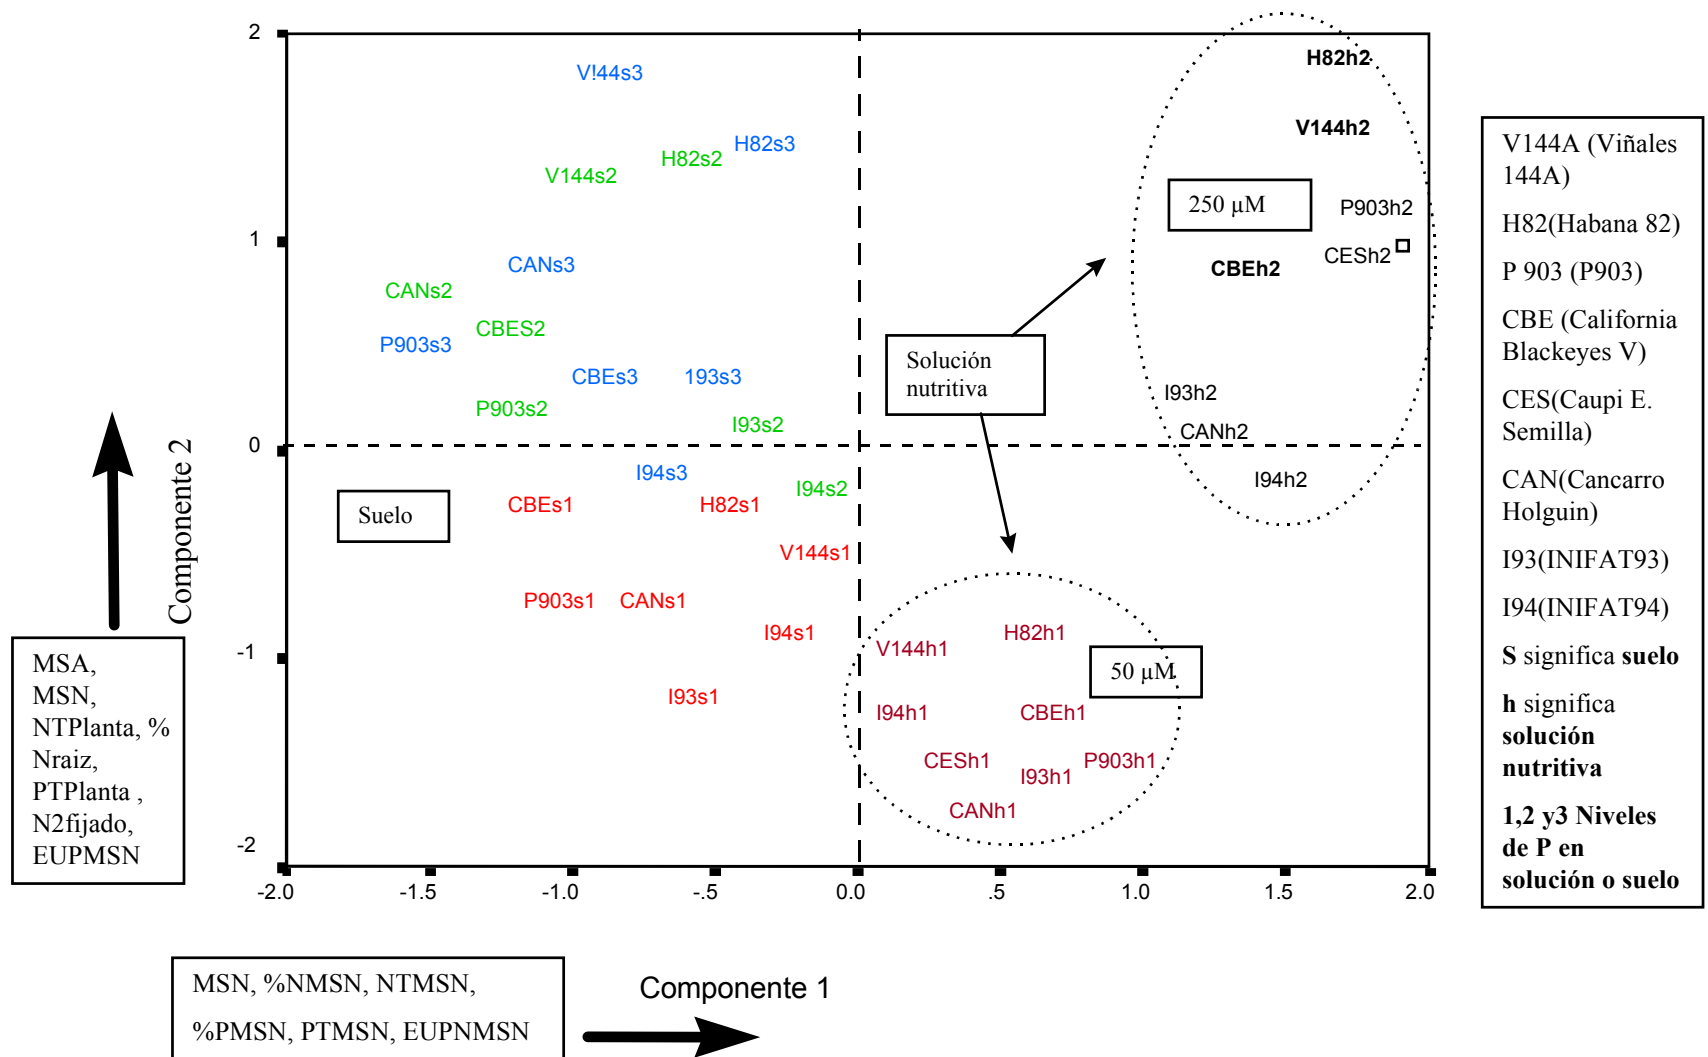 2
1
0
-1
-2
-2.0
-1.5
-1.0
-.5
0.0
.5
1.0
1.5
2.0
Componente 2
Componente 1
V!44s3
H82s3
H82s2
V144s2
CANs3
CANs2
CBES2
P903s3
CBEs3
193s3
P903s2
I93s2
I94s3
I94s2
CBEs1
H82s1
V144s1
P903s1
CANs1
I94s1
I93s1
Suelo
H82h2
V144h2
250 µM
P903h2
CESh2
CBEh2
Solución
nutritiva
I93h2
CANh2
I94h2
V144h1
H82h1
50 µM
I94h1
CBEh1
CESh1
I93h1
P903h1
CANh1
MSA,
MSN,
NTPlanta, %
Nraiz,
PTPlanta ,
N2fijado,
EUPMSN
MSN, %NMSN, NTMSN,
%PMSN, PTMSN, EUPNMSN
V144A (Viñales
144A)
H82(Habana 82)
P 903 (P903)
CBE (California
Blackeyes V)
CES(Caupi E.
Semilla)
CAN(Cancarro
Holguin)
I93(INIFAT93)
I94(INIFAT94)
S significa suelo
h significa
solución
nutritiva
1,2 y3 Niveles
de P en
solución o suelo